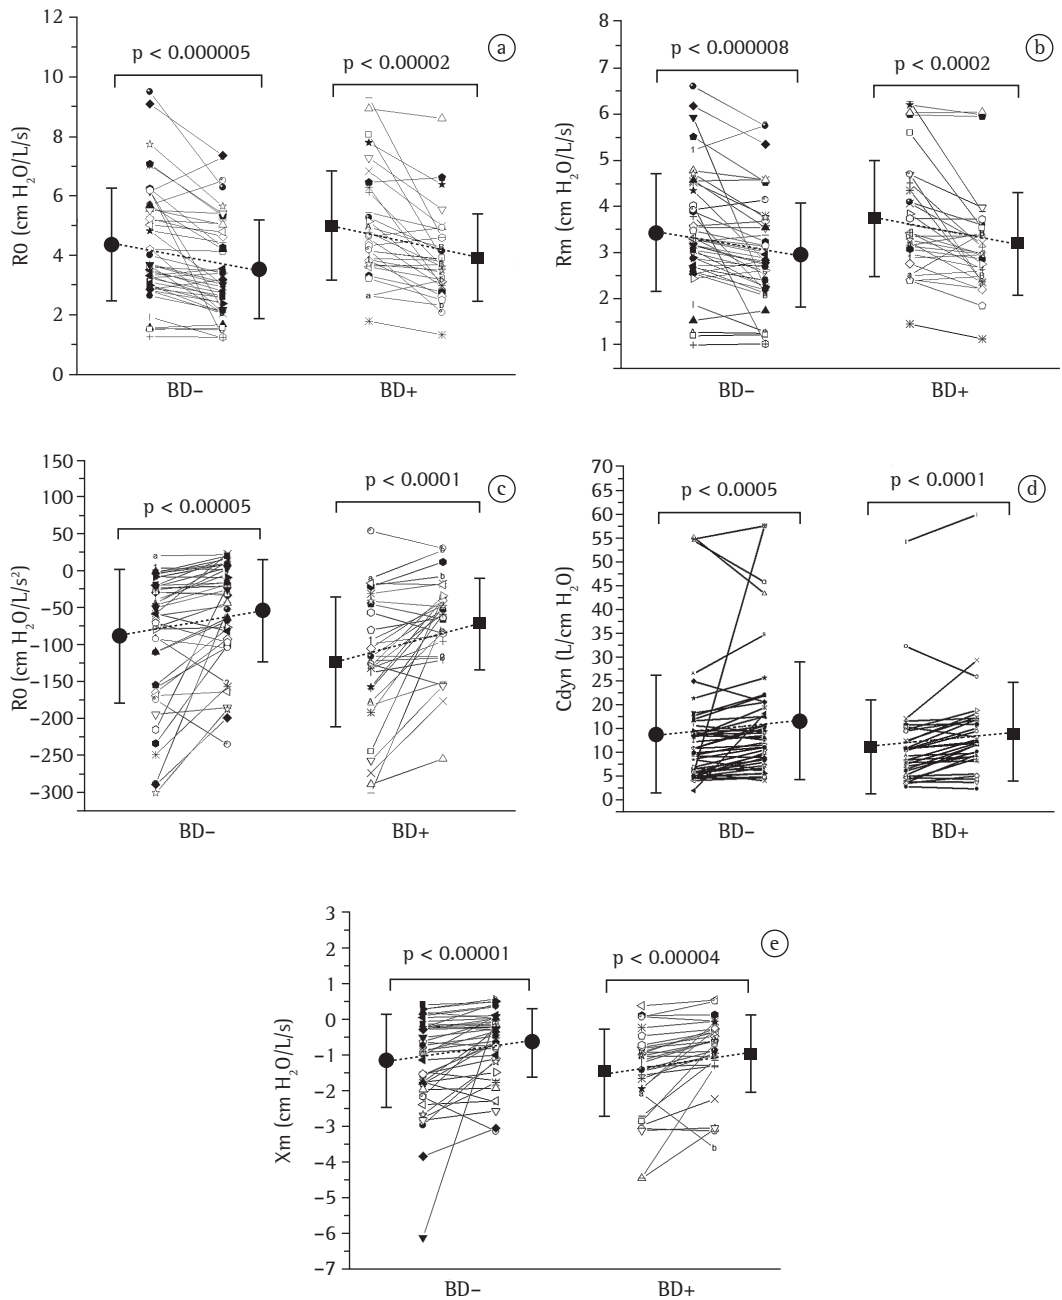 12
10
8
6
4
2
0
R0 (cm H2O/L/s)
p < 0.000005
p < 0.00002
a
BD−
BD+
8
7
6
5
4
3
2
1
Rm (cm H2O/L/s)
p < 0.000008
p < 0.0002
b
BD−
BD+
150
100
50
0
−50
−100
−150
−200
−250
−300
R0 (cm H2O/L/s²)
p < 0.00005
p < 0.0001
c
BD−
BD+
70
65
60
55
50
45
40
35
30
25
20
15
10
5
0
Cdyn (L/cm H2O)
p < 0.0005
p < 0.0001
d
BD−
BD+
3
2
1
0
−1
−2
−3
−4
−5
−6
−7
Xm (cm H2O/L/s)
p < 0.00001
p < 0.00004
e
BD−
BD+